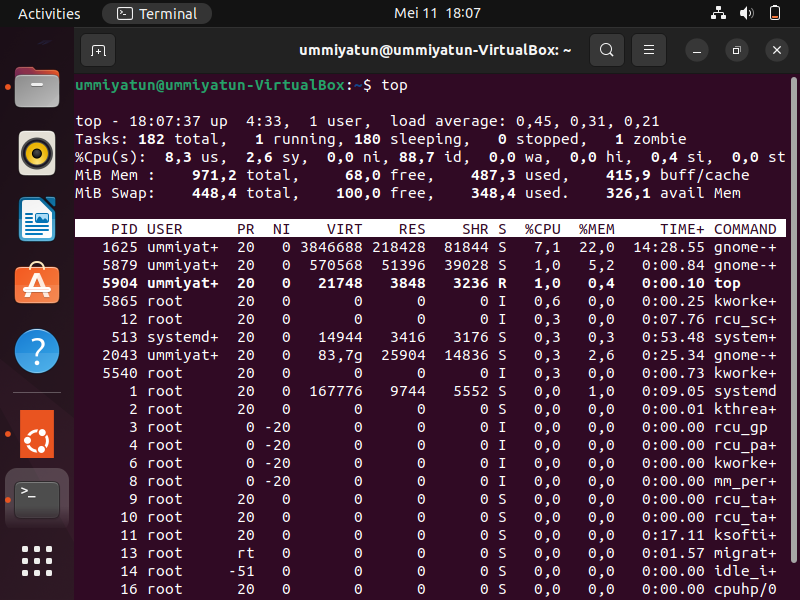 Activities Terminal Mei 11 18:07
ummiyatun@ummiyatun-VirtualBox: ~
ummiyatun@ummiyatun-VirtualBox:~$ top
top - 18:07:37 up  4:33,  1 user,  load average: 0,45, 0,31, 0,21
Tasks: 182 total,   1 running, 180 sleeping,   0 stopped,   1 zombie
%Cpu(s):  8,3 us,  2,6 sy,  0,0 ni, 88,7 id,  0,0 wa,  0,0 hi,  0,4 si,  0,0 st
MiB Mem :    971,2 total,     68,0 free,    487,3 used,    415,9 buff/cache
MiB Swap:    448,4 total,    100,0 free,    348,4 used.    326,1 avail Mem
PID USER PR NI VIRT RES SHR S %CPU %MEM TIME+ COMMAND
1625 ummiyat+ 20 0 3846688 218428 81844 S 7,1 22,0 14:28.55 gnome-+
5879 ummiyat+ 20 0 570568 51396 39028 S 1,0 5,2 0:00.84 gnome-+
5904 ummiyat+ 20 0 21748 3848 3236 R 1,0 0,4 0:00.10 top
5865 root 20 0 0 0 0 I 0,6 0,0 0:00.25 kworke+
12 root 20 0 0 0 0 S 0,3 0,0 0:07.76 rcu_sc+
513 systemd+ 20 0 14944 3416 3176 S 0,3 0,3 0:53.48 system+
2043 ummiyat+ 20 0 83,7g 25904 14836 S 0,3 2,6 0:25.34 gnome-+
5540 root 20 0 0 0 0 I 0,3 0,0 0:00.73 kworke+
1 root 20 0 167776 9744 5552 S 0,0 1,0 0:09.05 systemd
2 root 20 0 0 0 0 S 0,0 0,0 0:00.01 kthrea+
3 root 0 -20 0 0 0 I 0,0 0,0 0:00.00 rcu_gp
4 root 0 -20 0 0 0 I 0,0 0,0 0:00.00 rcu_pa+
6 root 0 -20 0 0 0 I 0,0 0,0 0:00.00 kworke+
8 root 0 -20 0 0 0 I 0,0 0,0 0:00.00 mm_per+
9 root 20 0 0 0 0 S 0,0 0,0 0:00.00 rcu_ta+
10 root 20 0 0 0 0 S 0,0 0,0 0:00.00 rcu_ta+
11 root 20 0 0 0 0 S 0,0 0,0 0:17.11 ksofti+
13 root rt 0 0 0 0 S 0,0 0,0 0:01.57 migrat+
14 root -51 0 0 0 0 S 0,0 0,0 0:00.00 idle_i+
16 root 20 0 0 0 0 S 0,0 0,0 0:00.00 cpuhp/0